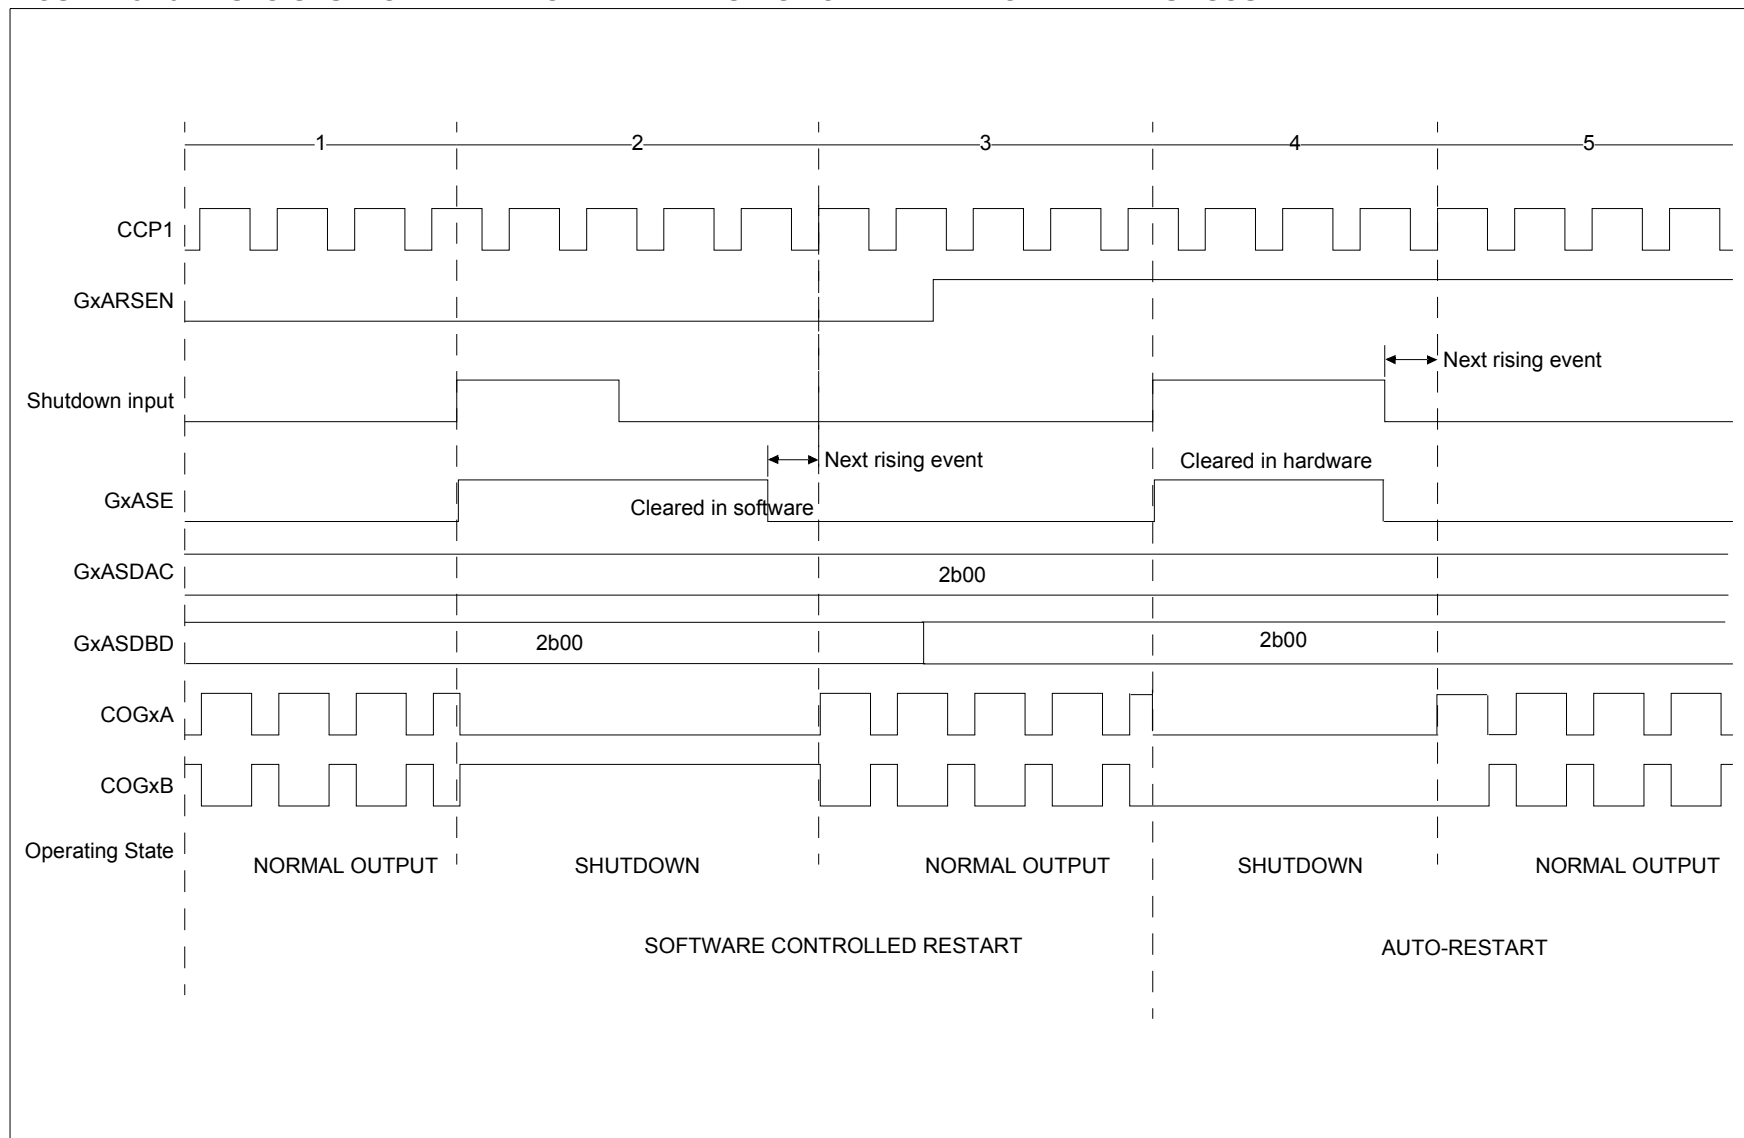 1 2 3 4 5
CCP1
GxARSEN
Next rising event
Shutdown input
Next rising event
Cleared in hardware
GxASE
Cleared in software
GxASDAC
2b00
GxASDBD
2b00
2b00
COGxA
COGxB
Operating State
NORMAL OUTPUT SHUTDOWN NORMAL OUTPUT SHUTDOWN NORMAL OUTPUT
SOFTWARE CONTROLLED RESTART AUTO-RESTART